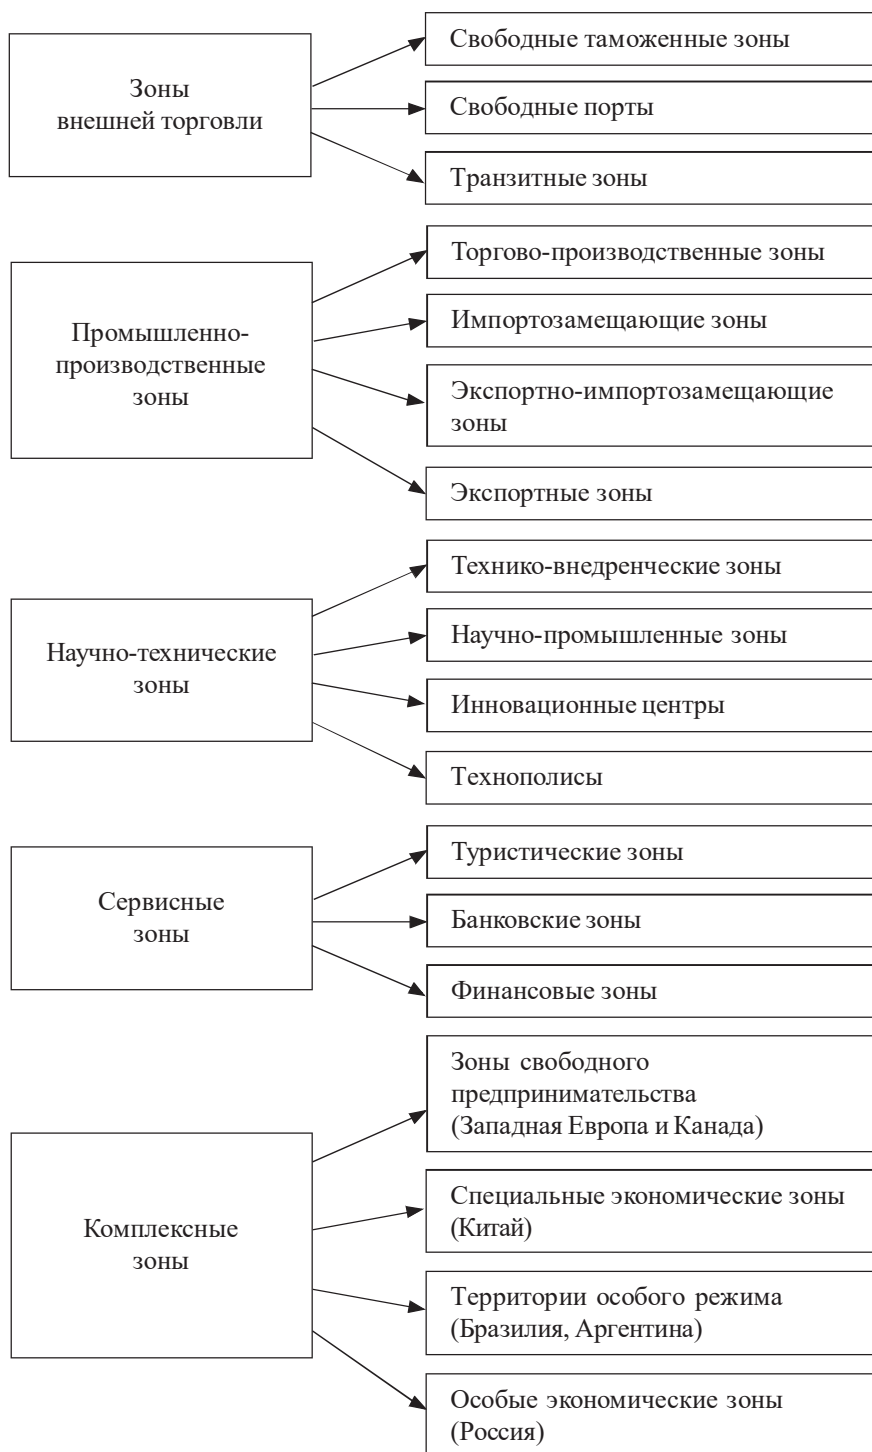 Зоны
внешней торговли
Свободные таможенные зоны
Свободные порты
Транзитные зоны
Промышленно-
производственные
зоны
Торгово-производственные зоны
Импортозамещающие зоны
Экспортно-импортозамещающие
зоны
Экспортные зоны
Научно-технические
зоны
Технико-внедренческие зоны
Научно-промышленные зоны
Инновационные центры
Технополисы
Сервисные
зоны
Туристические зоны
Банковские зоны
Финансовые зоны
Комплексные
зоны
Зоны свободного
предпринимательства
(Западная Европа и Канада)
Специальные экономические зоны
(Китай)
Территории особого режима
(Бразилия, Аргентина)
Особые экономические зоны
(Россия)